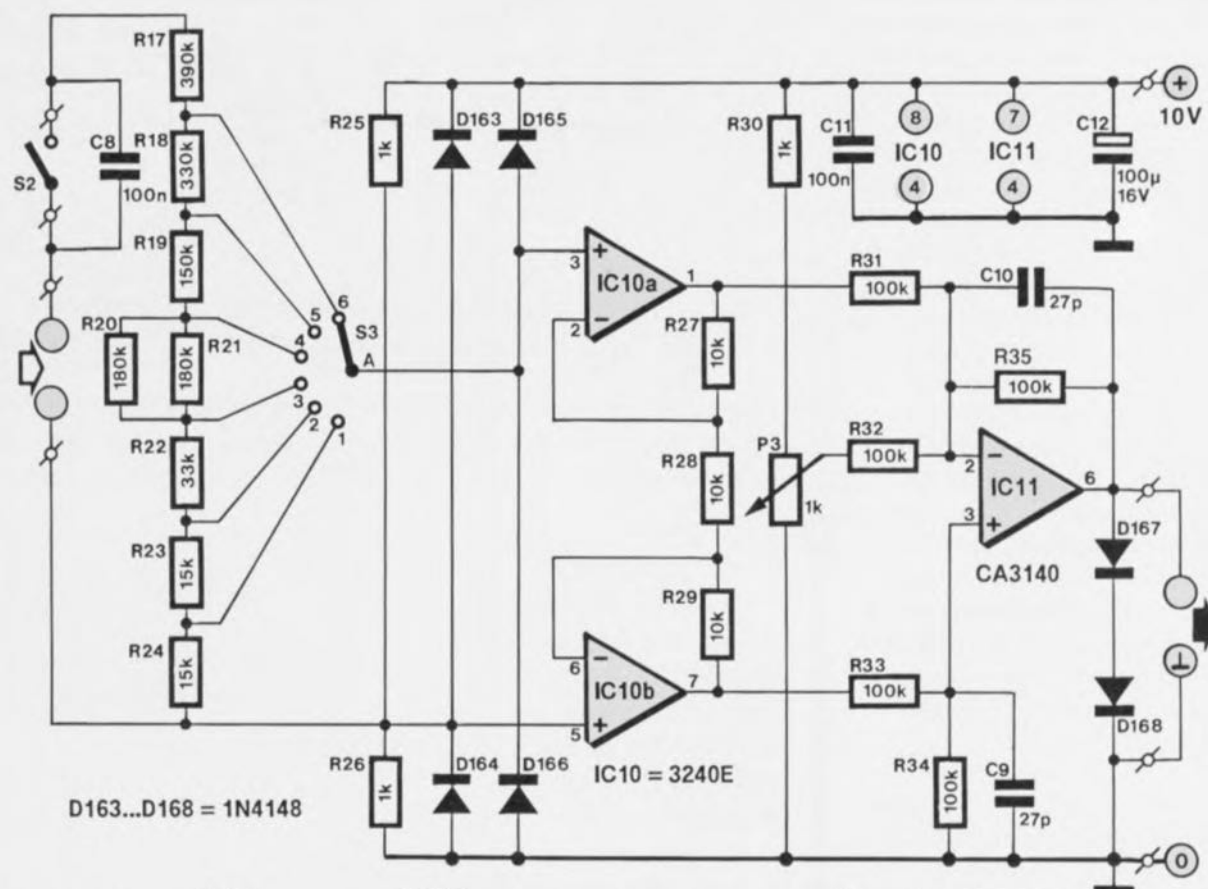 R17
390k
R18
330k
C8
100n
S2
R19
150k
R20
180k
R21
180k
R22
33k
R23
15k
R24
15k
6
5
4
3
2
1
S3
A
R25
1k
D163
D165
R30
1k
C11
100n
8
IC10
4
7
IC11
4
C12
100µ
16V
+
10V
+
3
IC10a
1
2
−
R27
10k
R28
10k
R29
10k
P3
1k
R31
100k
C10
27p
R35
100k
R32
100k
2
−
IC11
6
3
+
CA3140
D167
⊥
D168
−
6
IC10b
7
5
+
IC10 = 3240E
R33
100k
R34
100k
C9
27p
R26
1k
D164
D166
D163...D168 = 1N4148
0